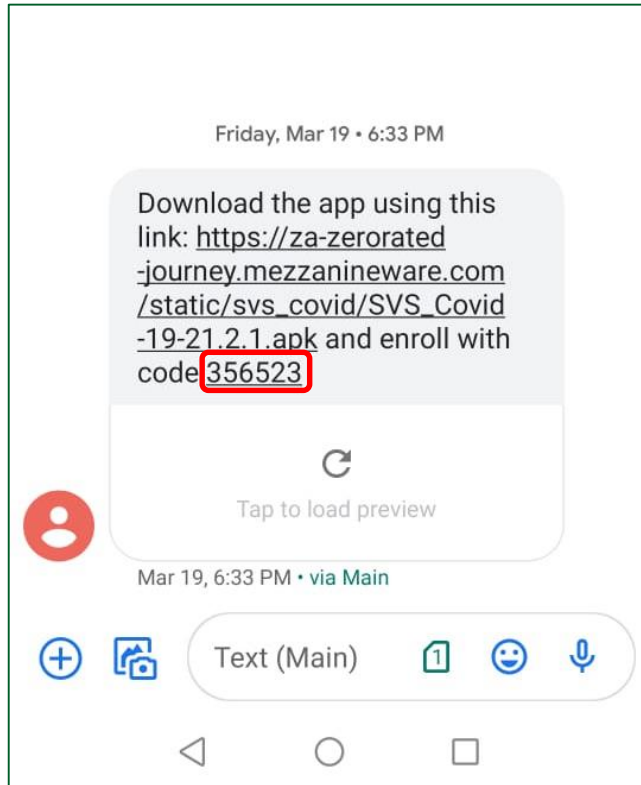 Friday, Mar 19 • 6:33 PM
Download the app using this
link: https://za-zerorated
-journey.mezzanineware.com
/static/svs_covid/SVS_Covid
-19-21.2.1.apk and enroll with
code 356523
Tap to load preview
Mar 19, 6:33 PM • via Main
Text (Main)
1